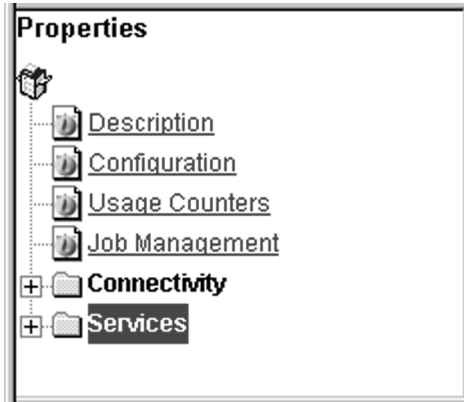 Properties
Description
Configuration
Usage Counters
Job Management
Connectivity
Services